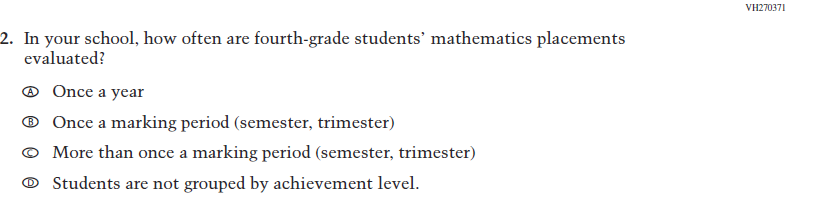 VH270371
2. In your school, how often are fourth-grade students’ mathematics placements
evaluated?
Ⓐ Once a year
Ⓑ Once a marking period (semester, trimester)
Ⓒ More than once a marking period (semester, trimester)
Ⓓ Students are not grouped by achievement level.